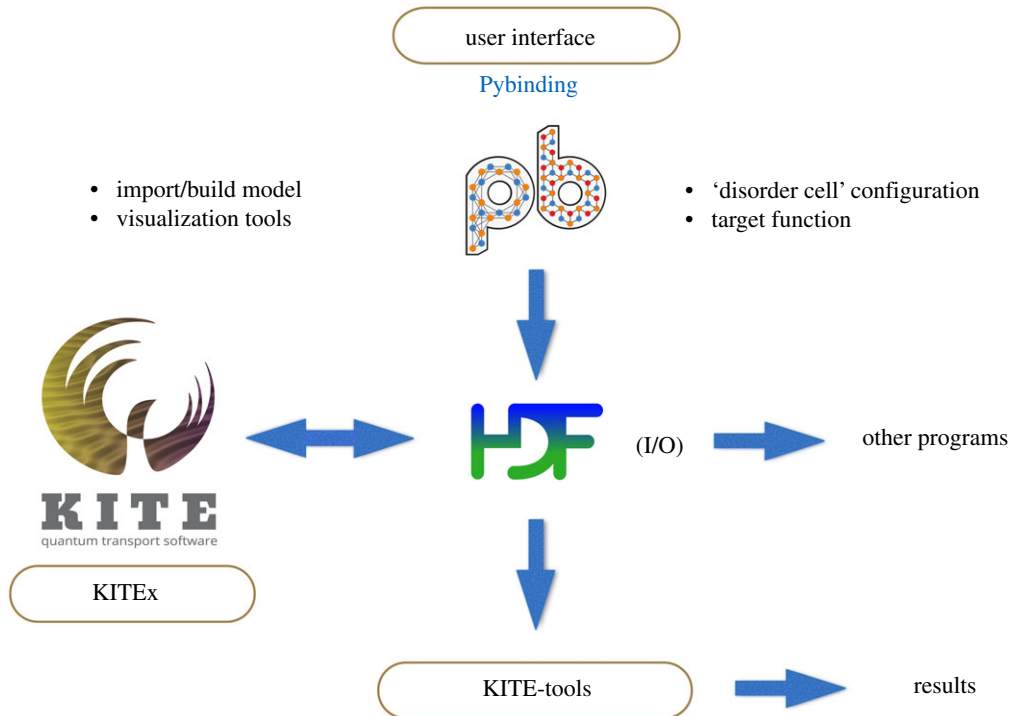 user interface
Pybinding
pb
• import/build model
• visualization tools
• ‘disorder cell’ configuration
• target function
HDF
(I/O)
other programs
KITE
quantum transport software
KITEx
KITE-tools
results